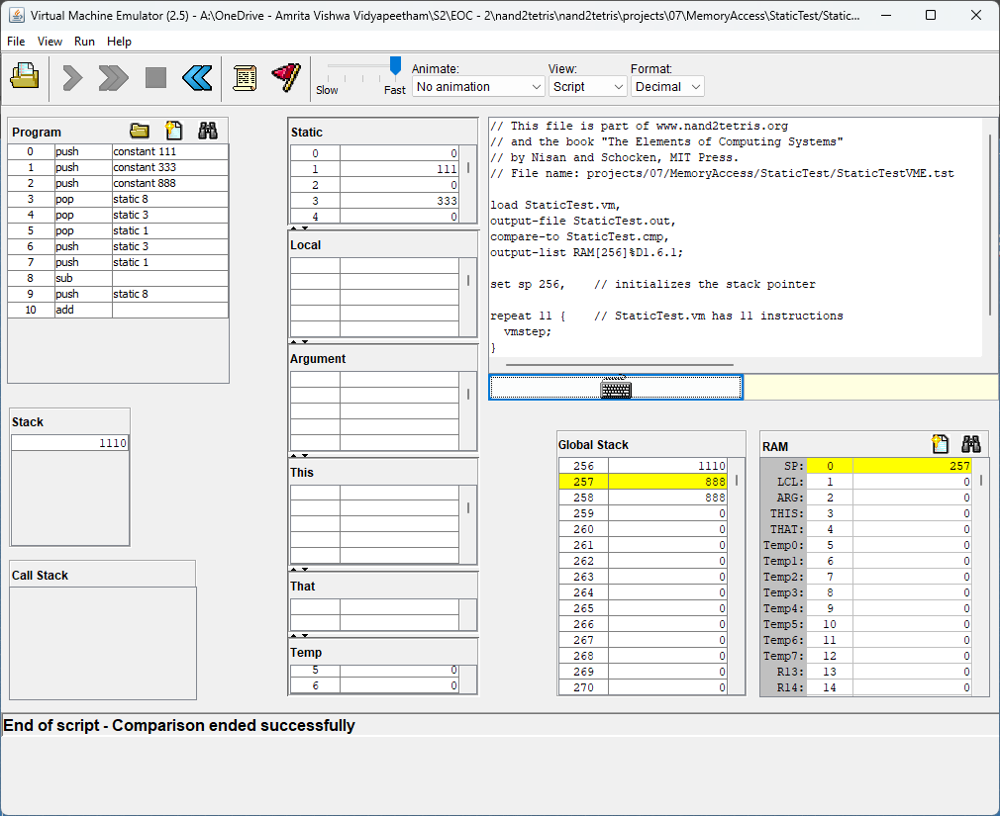 Virtual Machine Emulator (2.5) - A:\OneDrive - Amrita Vishwa Vidyapeetham\S2\EOC - 2\nand2tetris\nand2tetris\projects\07\MemoryAccess\StaticTest/Static...
File View Run Help
Slow Fast
Animate:
No animation
View:
Script
Format:
Decimal
Program
0 push constant 111
1 push constant 333
2 push constant 888
3 pop static 8
4 pop static 3
5 pop static 1
6 push static 3
7 push static 1
8 sub
9 push static 8
10 add
Stack
1110
Call Stack
Static
0 0
1 111
2 0
3 333
4 0
Local
Argument
This
That
Temp
5 0
6 0
// This file is part of www.nand2tetris.org
// and the book "The Elements of Computing Systems"
// by Nisan and Schocken, MIT Press.
// File name: projects/07/MemoryAccess/StaticTest/StaticTestVME.tst
load StaticTest.vm,
output-file StaticTest.out,
compare-to StaticTest.cmp,
output-list RAM[256]%D1.6.1;
set sp 256,    // initializes the stack pointer
repeat 11 {    // StaticTest.vm has 11 instructions
vmstep;
}
Global Stack
256 1110
257 888
258 888
259 0
260 0
261 0
262 0
263 0
264 0
265 0
266 0
267 0
268 0
269 0
270 0
RAM
SP: 0 257
LCL: 1 0
ARG: 2 0
THIS: 3 0
THAT: 4 0
Temp0: 5 0
Temp1: 6 0
Temp2: 7 0
Temp3: 8 0
Temp4: 9 0
Temp5: 10 0
Temp6: 11 0
Temp7: 12 0
R13: 13 0
R14: 14 0
End of script - Comparison ended successfully